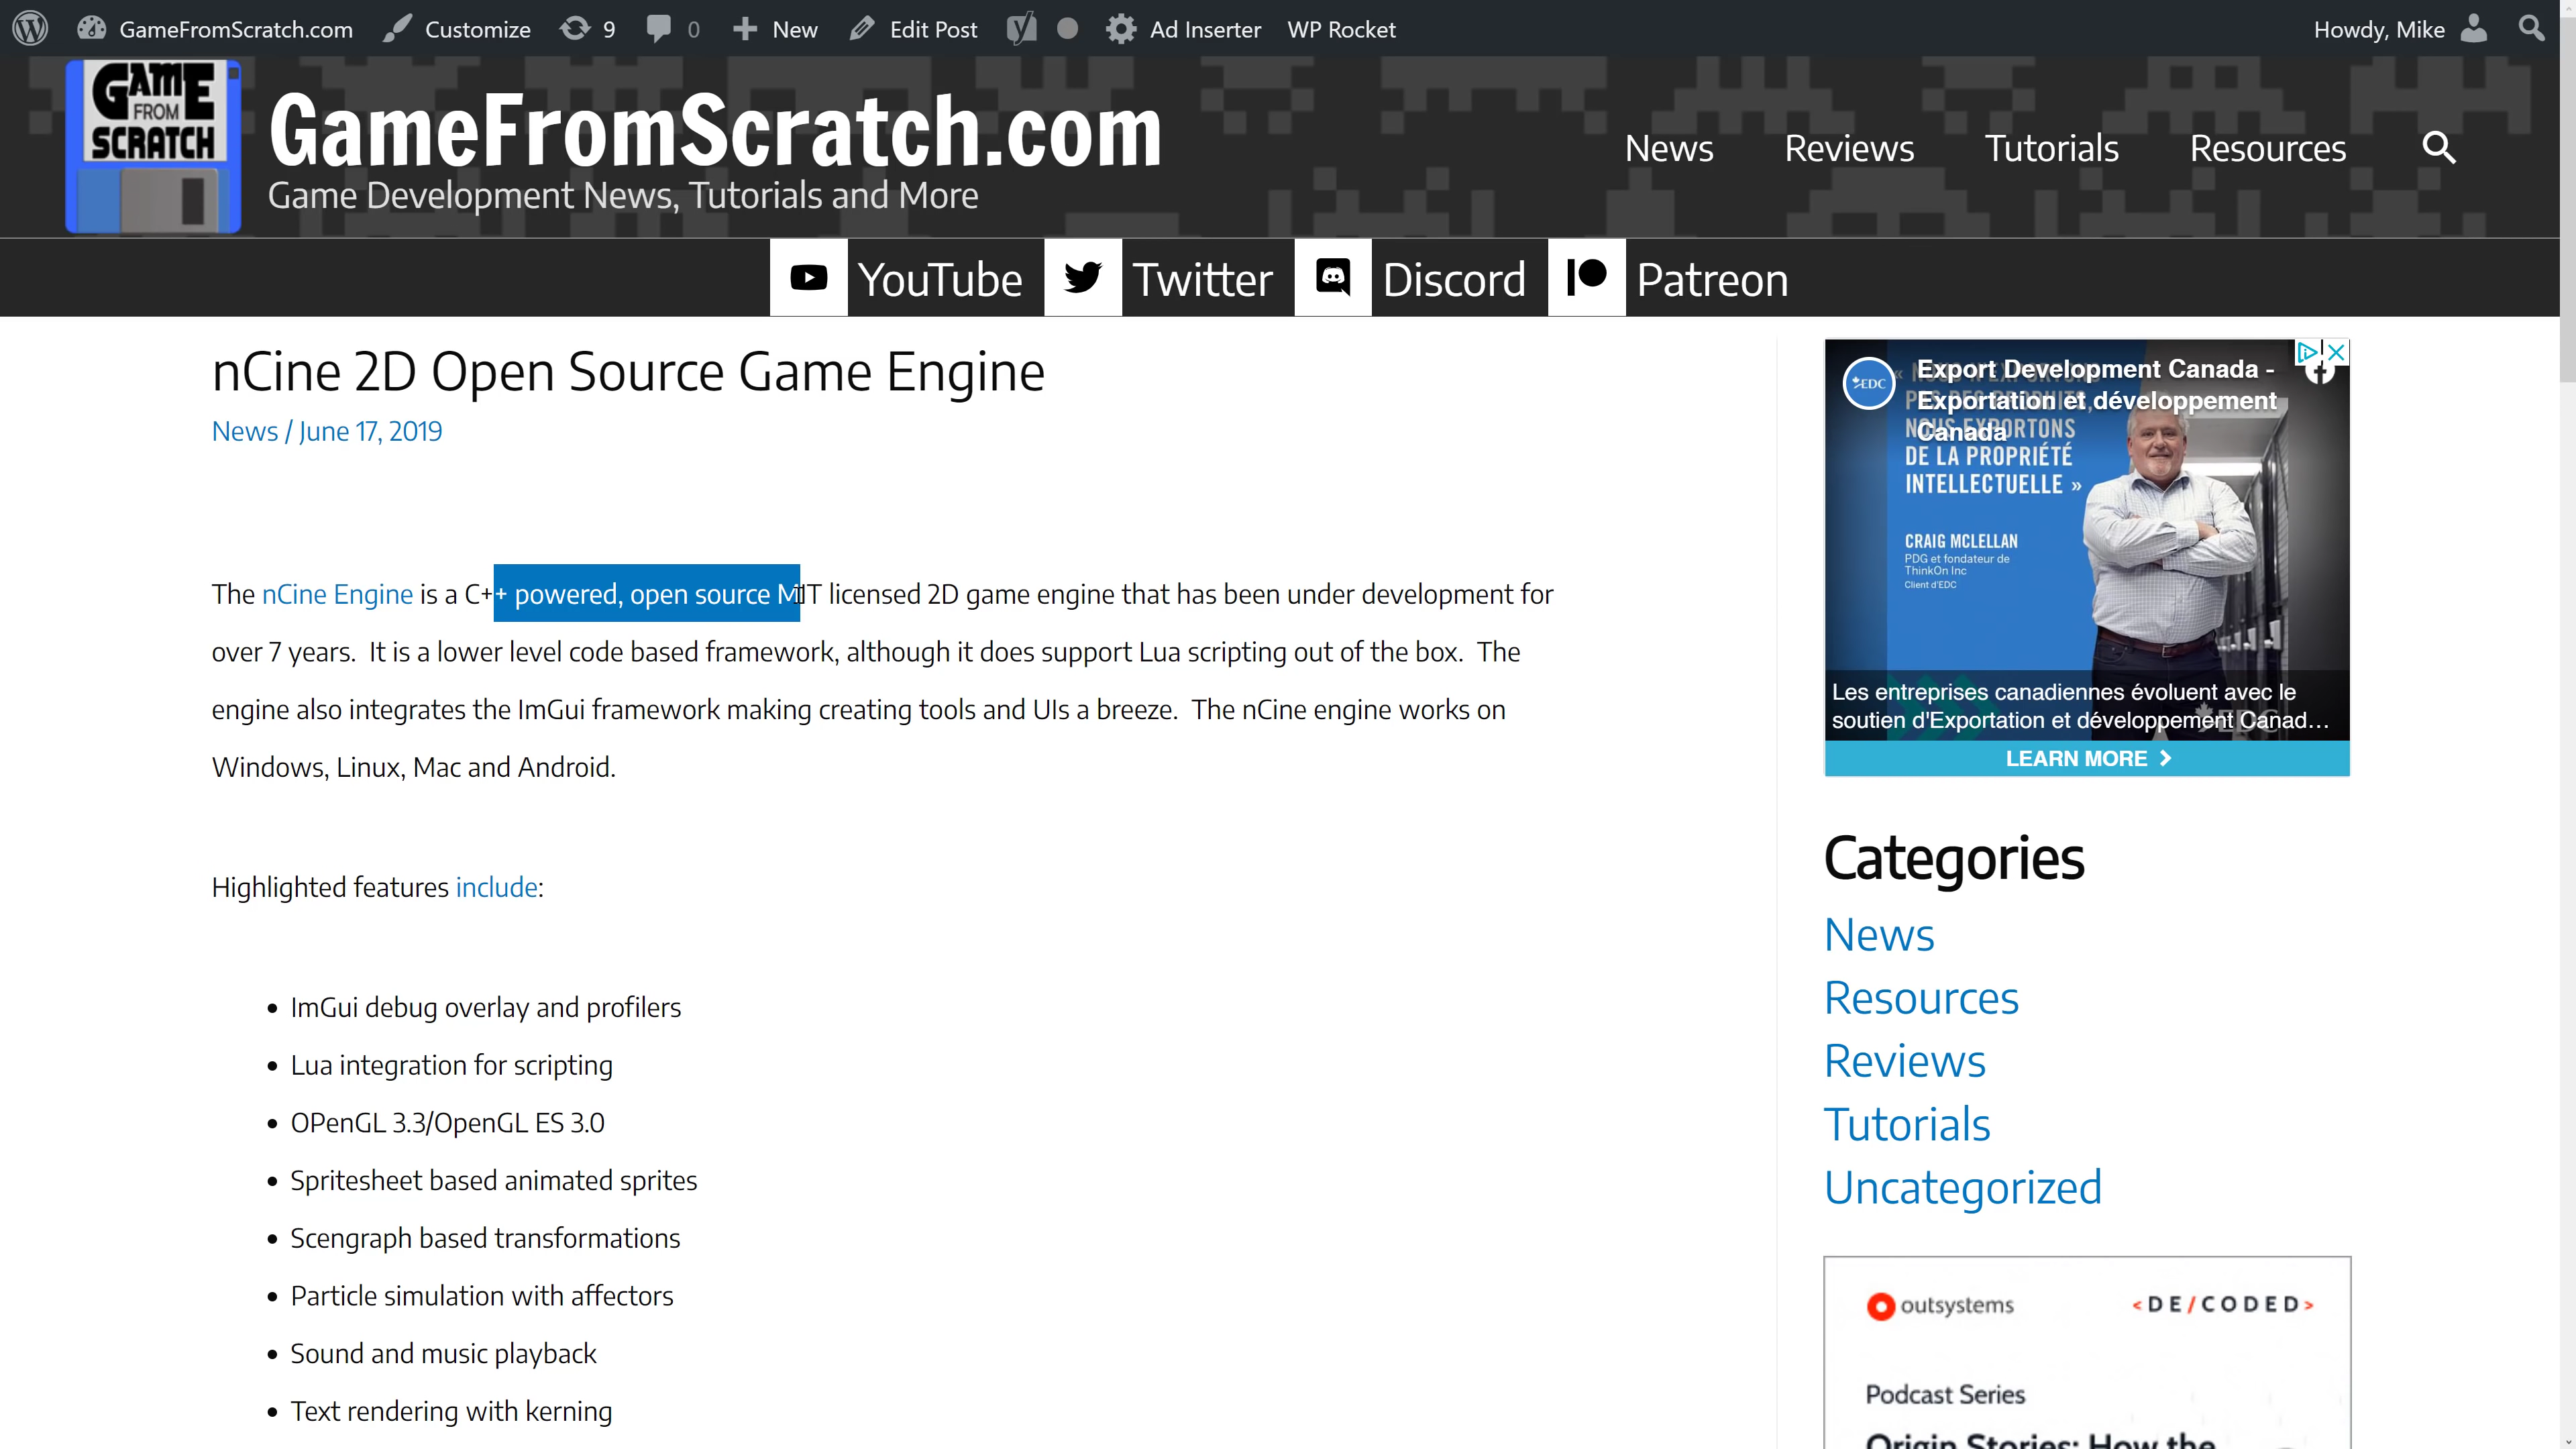 GameFromScratch.com Customize 9 0 New Edit Post Ad Inserter WP Rocket Howdy, Mike
GAME
FROM
SCRATCH
GameFromScratch.com
Game Development News, Tutorials and More
News Reviews Tutorials Resources
YouTube Twitter Discord Patreon
nCine 2D Open Source Game Engine
News / June 17, 2019
The nCine Engine is a C++ powered, open source MIT licensed 2D game engine that has been under development for
over 7 years. It is a lower level code based framework, although it does support Lua scripting out of the box. The
engine also integrates the ImGui framework making creating tools and UIs a breeze. The nCine engine works on
Windows, Linux, Mac and Android.
Highlighted features include:
• ImGui debug overlay and profilers
• Lua integration for scripting
• OPenGL 3.3/OpenGL ES 3.0
• Spritesheet based animated sprites
• Scengraph based transformations
• Particle simulation with affectors
• Sound and music playback
• Text rendering with kerning
EDC
Export Development Canada -
Exportation et développement
Canada
NOUS EXPORTONS
DE LA PROPRIÉTÉ
INTELLECTUELLE »
CRAIG MCLELLAN
PDG et fondateur de
ThinkOn Inc
Client d'EDC
Les entreprises canadiennes évoluent avec le
soutien d'Exportation et développement Canad...
EDC
LEARN MORE
Categories
News
Resources
Reviews
Tutorials
Uncategorized
outsystems <DE/CODED>
Podcast Series
Origin Stories: How the